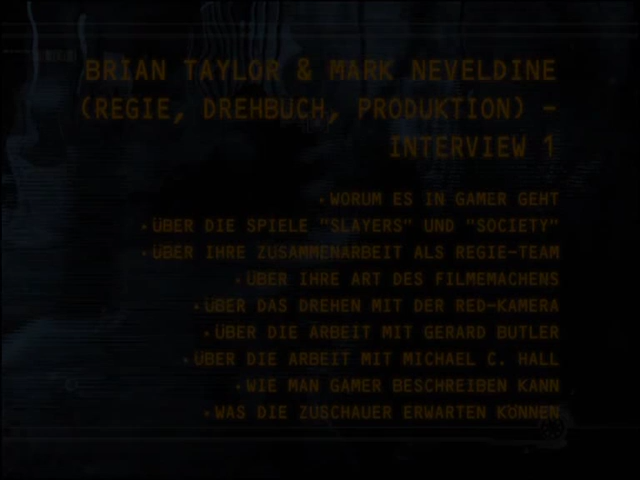 BRIAN TAYLOR & MARK NEVELDINE
(REGIE, DREHBUCH, PRODUKTION) -
INTERVIEW 1
• WORUM ES IN GAMER GEHT
• ÜBER DIE SPIELE "SLAYERS" UND "SOCIETY"
• ÜBER IHRE ZUSAMMENARBEIT ALS REGIE-TEAM
• ÜBER IHRE ART DES FILMEMACHENS
• ÜBER DAS DREHEN MIT DER RED-KAMERA
• ÜBER DIE ARBEIT MIT GERARD BUTLER
• ÜBER DIE ARBEIT MIT MICHAEL C. HALL
• WIE MAN GAMER BESCHREIBEN KANN
• WAS DIE ZUSCHAUER ERWARTEN KÖNNEN